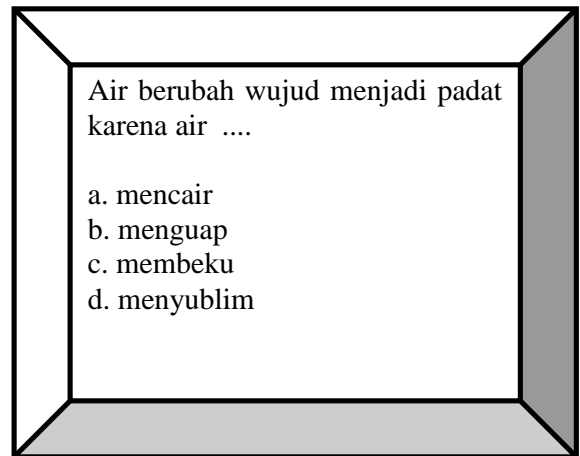 Air berubah wujud menjadi padat
karena air ....
a. mencair
b. menguap
c. membeku
d. menyublim